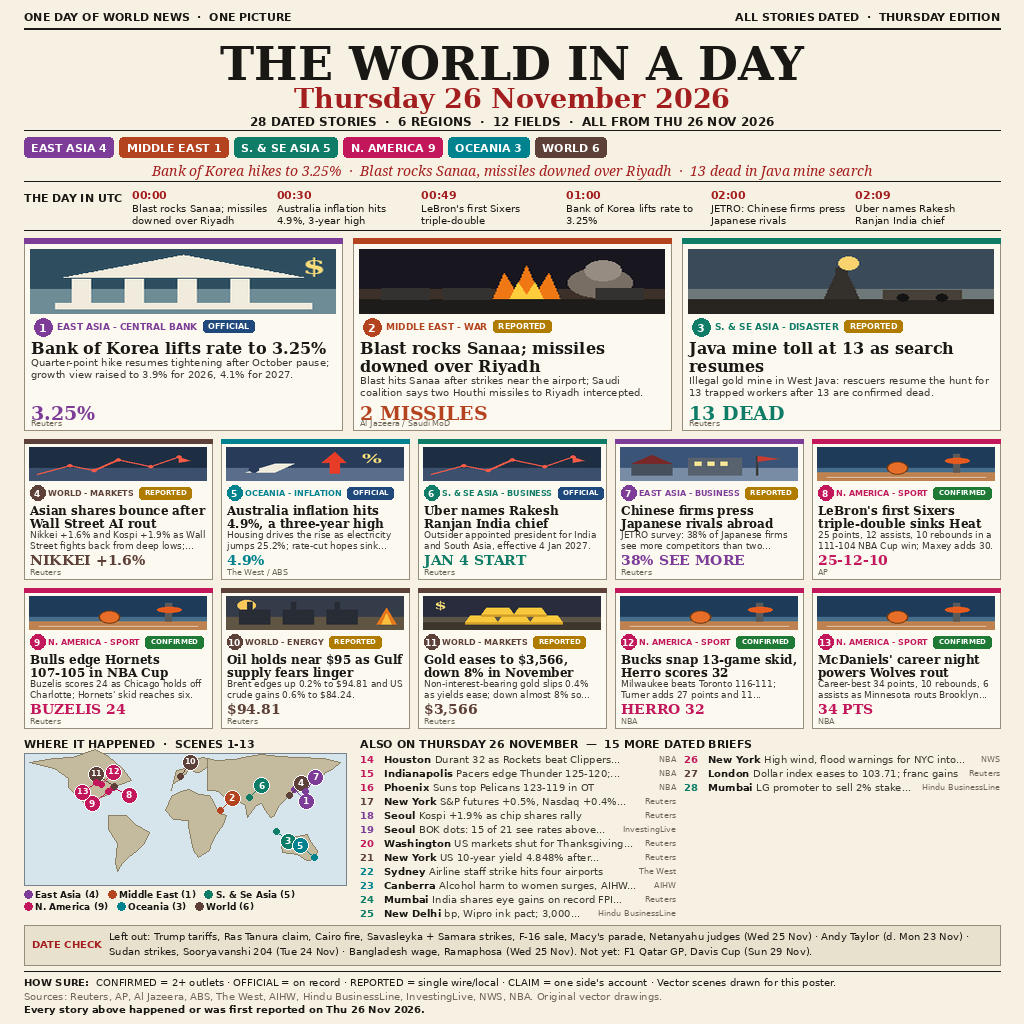 ONE DAY OF WORLD NEWS · ONE PICTURE
ALL STORIES DATED · THURSDAY EDITION
THE WORLD IN A DAY
Thursday 26 November 2026
28 DATED STORIES · 6 REGIONS · 12 FIELDS · ALL FROM THU 26 NOV 2026
EAST ASIA 4
MIDDLE EAST 1
S. & SE ASIA 5
N. AMERICA 9
OCEANIA 3
WORLD 6
Bank of Korea hikes to 3.25% · Blast rocks Sanaa, missiles downed over Riyadh · 13 dead in Java mine search
THE DAY IN UTC
00:00
Blast rocks Sanaa; missiles
downed over Riyadh
00:30
Australia inflation hits
4.9%, 3-year high
00:49
LeBron's first Sixers
triple-double
01:00
Bank of Korea lifts rate to
3.25%
02:00
JETRO: Chinese firms press
Japanese rivals
02:09
Uber names Rakesh
Ranjan India chief
$
1 EAST ASIA - CENTRAL BANK OFFICIAL
Bank of Korea lifts rate to 3.25%
Quarter-point hike resumes tightening after October pause;
growth view raised to 3.9% for 2026, 4.1% for 2027.
3.25%
Reuters
2 MIDDLE EAST - WAR REPORTED
Blast rocks Sanaa; missiles
downed over Riyadh
Blast hits Sanaa after strikes near the airport; Saudi
coalition says two Houthi missiles to Riyadh intercepted.
2 MISSILES
Al Jazeera / Saudi MoD
3 S. & SE ASIA - DISASTER REPORTED
Java mine toll at 13 as search
resumes
Illegal gold mine in West Java: rescuers resume the hunt for
13 trapped workers after 13 are confirmed dead.
13 DEAD
Reuters
4 WORLD - MARKETS REPORTED
Asian shares bounce after
Wall Street AI rout
Nikkei +1.6% and Kospi +1.9% as Wall
Street fights back from deep lows;...
NIKKEI +1.6%
Reuters
%
5 OCEANIA - INFLATION OFFICIAL
Australia inflation hits
4.9%, a three-year high
Housing drives the rise as electricity
jumps 25.2%; rate-cut hopes sink...
4.9%
The West / ABS
6 S. & SE ASIA - BUSINESS OFFICIAL
Uber names Rakesh
Ranjan India chief
Outsider appointed president for India
and South Asia, effective 4 Jan 2027.
JAN 4 START
Reuters
7 EAST ASIA - BUSINESS REPORTED
Chinese firms press
Japanese rivals abroad
JETRO survey: 38% of Japanese firms
see more competitors than two...
38% SEE MORE
Reuters
8 N. AMERICA - SPORT CONFIRMED
LeBron's first Sixers
triple-double sinks Heat
25 points, 12 assists, 10 rebounds in a
111-104 NBA Cup win; Maxey adds 30.
25-12-10
AP
9 N. AMERICA - SPORT CONFIRMED
Bulls edge Hornets
107-105 in NBA Cup
Buzelis scores 24 as Chicago holds off
Charlotte; Hornets' skid reaches six.
BUZELIS 24
Reuters
10 WORLD - ENERGY REPORTED
Oil holds near $95 as Gulf
supply fears linger
Brent edges up 0.2% to $94.81 and US
crude gains 0.6% to $84.24.
$94.81
Reuters
$
11 WORLD - MARKETS REPORTED
Gold eases to $3,566,
down 8% in November
Non-interest-bearing gold slips 0.4%
as yields ease; down almost 8% so...
$3,566
Reuters
12 N. AMERICA - SPORT CONFIRMED
Bucks snap 13-game skid,
Herro scores 32
Milwaukee beats Toronto 116-111;
Turner adds 27 points and 11...
HERRO 32
NBA
13 N. AMERICA - SPORT CONFIRMED
McDaniels' career night
powers Wolves rout
Career-best 34 points, 10 rebounds, 6
assists as Minnesota routs Brooklyn...
34 PTS
NBA
WHERE IT HAPPENED · SCENES 1-13
10
11
12
13
9
8
2
6
4
7
1
3
5
East Asia (4)
Middle East (1)
S. & Se Asia (5)
N. America (9)
Oceania (3)
World (6)
ALSO ON THURSDAY 26 NOVEMBER — 15 MORE DATED BRIEFS
14 Houston Durant 32 as Rockets beat Clippers... NBA
15 Indianapolis Pacers edge Thunder 125-120;... NBA
16 Phoenix Suns top Pelicans 123-119 in OT NBA
17 New York S&P futures +0.5%, Nasdaq +0.4%... Reuters
18 Seoul Kospi +1.9% as chip shares rally Reuters
19 Seoul BOK dots: 15 of 21 see rates above... InvestingLive
20 Washington US markets shut for Thanksgiving... Reuters
21 New York US 10-year yield 4.848% after... Reuters
22 Sydney Airline staff strike hits four airports The West
23 Canberra Alcohol harm to women surges, AIHW... AIHW
24 Mumbai India shares eye gains on record FPI... Reuters
25 New Delhi bp, Wipro ink pact; 3,000... Hindu BusinessLine
26 New York High wind, flood warnings for NYC into... NWS
27 London Dollar index eases to 103.71; franc gains Reuters
28 Mumbai LG promoter to sell 2% stake... Hindu BusinessLine
DATE CHECK
Left out: Trump tariffs, Ras Tanura claim, Cairo fire, Savasleyka + Samara strikes, F-16 sale, Macy's parade, Netanyahu judges (Wed 25 Nov) · Andy Taylor (d. Mon 23 Nov) ·
Sudan strikes, Sooryavanshi 204 (Tue 24 Nov) · Bangladesh wage, Ramaphosa (Wed 25 Nov). Not yet: F1 Qatar GP, Davis Cup (Sun 29 Nov).
HOW SURE: CONFIRMED = 2+ outlets · OFFICIAL = on record · REPORTED = single wire/local · CLAIM = one side's account · Vector scenes drawn for this poster.
Sources: Reuters, AP, Al Jazeera, ABS, The West, AIHW, Hindu BusinessLine, InvestingLive, NWS, NBA. Original vector drawings.
Every story above happened or was first reported on Thu 26 Nov 2026.